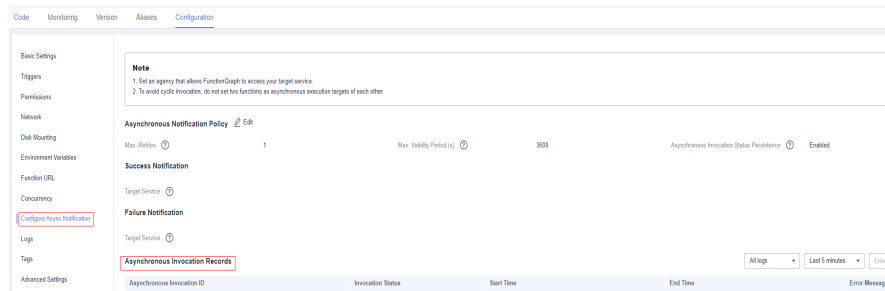 Code Monitoring Version Aliases Configuration
Basic Settings
Triggers
Permissions
Network
Disk Mounting
Environment Variables
Function URL
Concurrency
Configure Async Notification
Logs
Tags
Advanced Settings
Note
1. Set an agency that allows FunctionGraph to access your target service.
2. To avoid cyclic invocation, do not set two functions as asynchronous execution targets of each other.
Asynchronous Notification Policy Edit
Max. Retries 1 Max. Validity Period (s) 3600 Asynchronous Invocation Status Persistence Enabled
Success Notification
Target Service
Failure Notification
Target Service
Asynchronous Invocation Records All logs Last 5 minutes Ente
Asynchronous Invocation ID Invocation Status Start Time End Time Error Messag